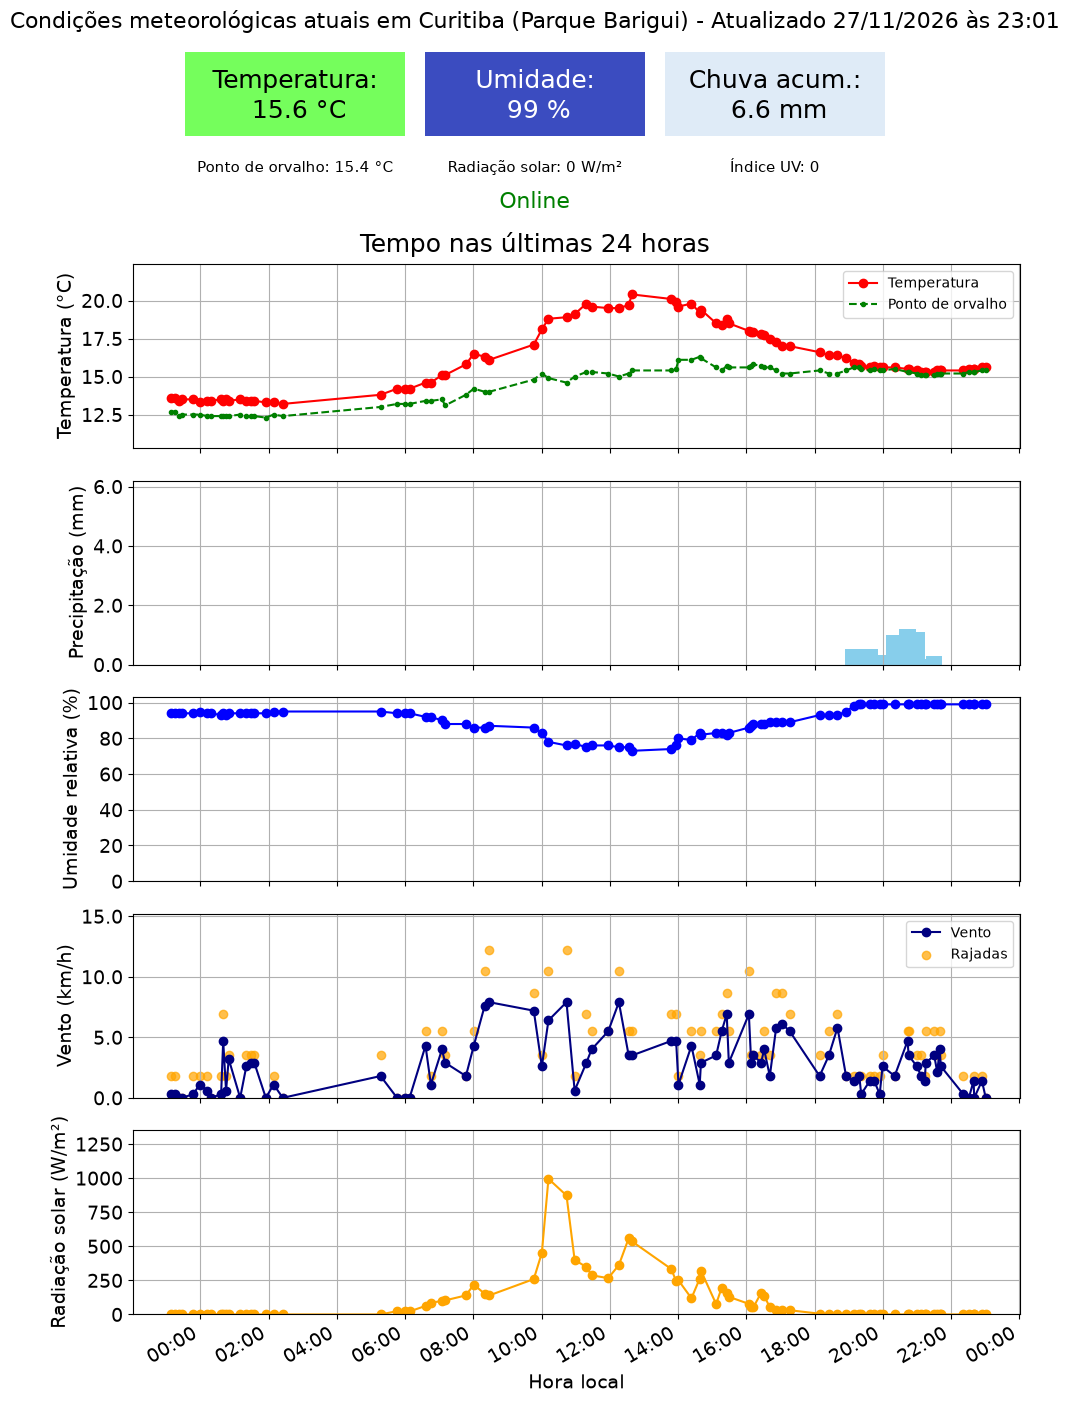 Condições meteorológicas atuais em Curitiba (Parque Barigui) - Atualizado 27/11/2026 às 23:01
Temperatura:
15.6 °C
Umidade:
99 %
Chuva acum.:
6.6 mm
Ponto de orvalho: 15.4 °C
Radiação solar: 0 W/m²
Índice UV: 0
Online
Tempo nas últimas 24 horas
Temperatura (°C)
20.0
17.5
15.0
12.5
Temperatura
Ponto de orvalho
Precipitação (mm)
6.0
4.0
2.0
0.0
Umidade relativa (%)
100
80
60
40
20
0
Vento (km/h)
15.0
10.0
5.0
0.0
Vento
Rajadas
Radiação solar (W/m²)
1250
1000
750
500
250
0
00:00
02:00
04:00
06:00
08:00
10:00
12:00
14:00
16:00
18:00
20:00
22:00
00:00
Hora local